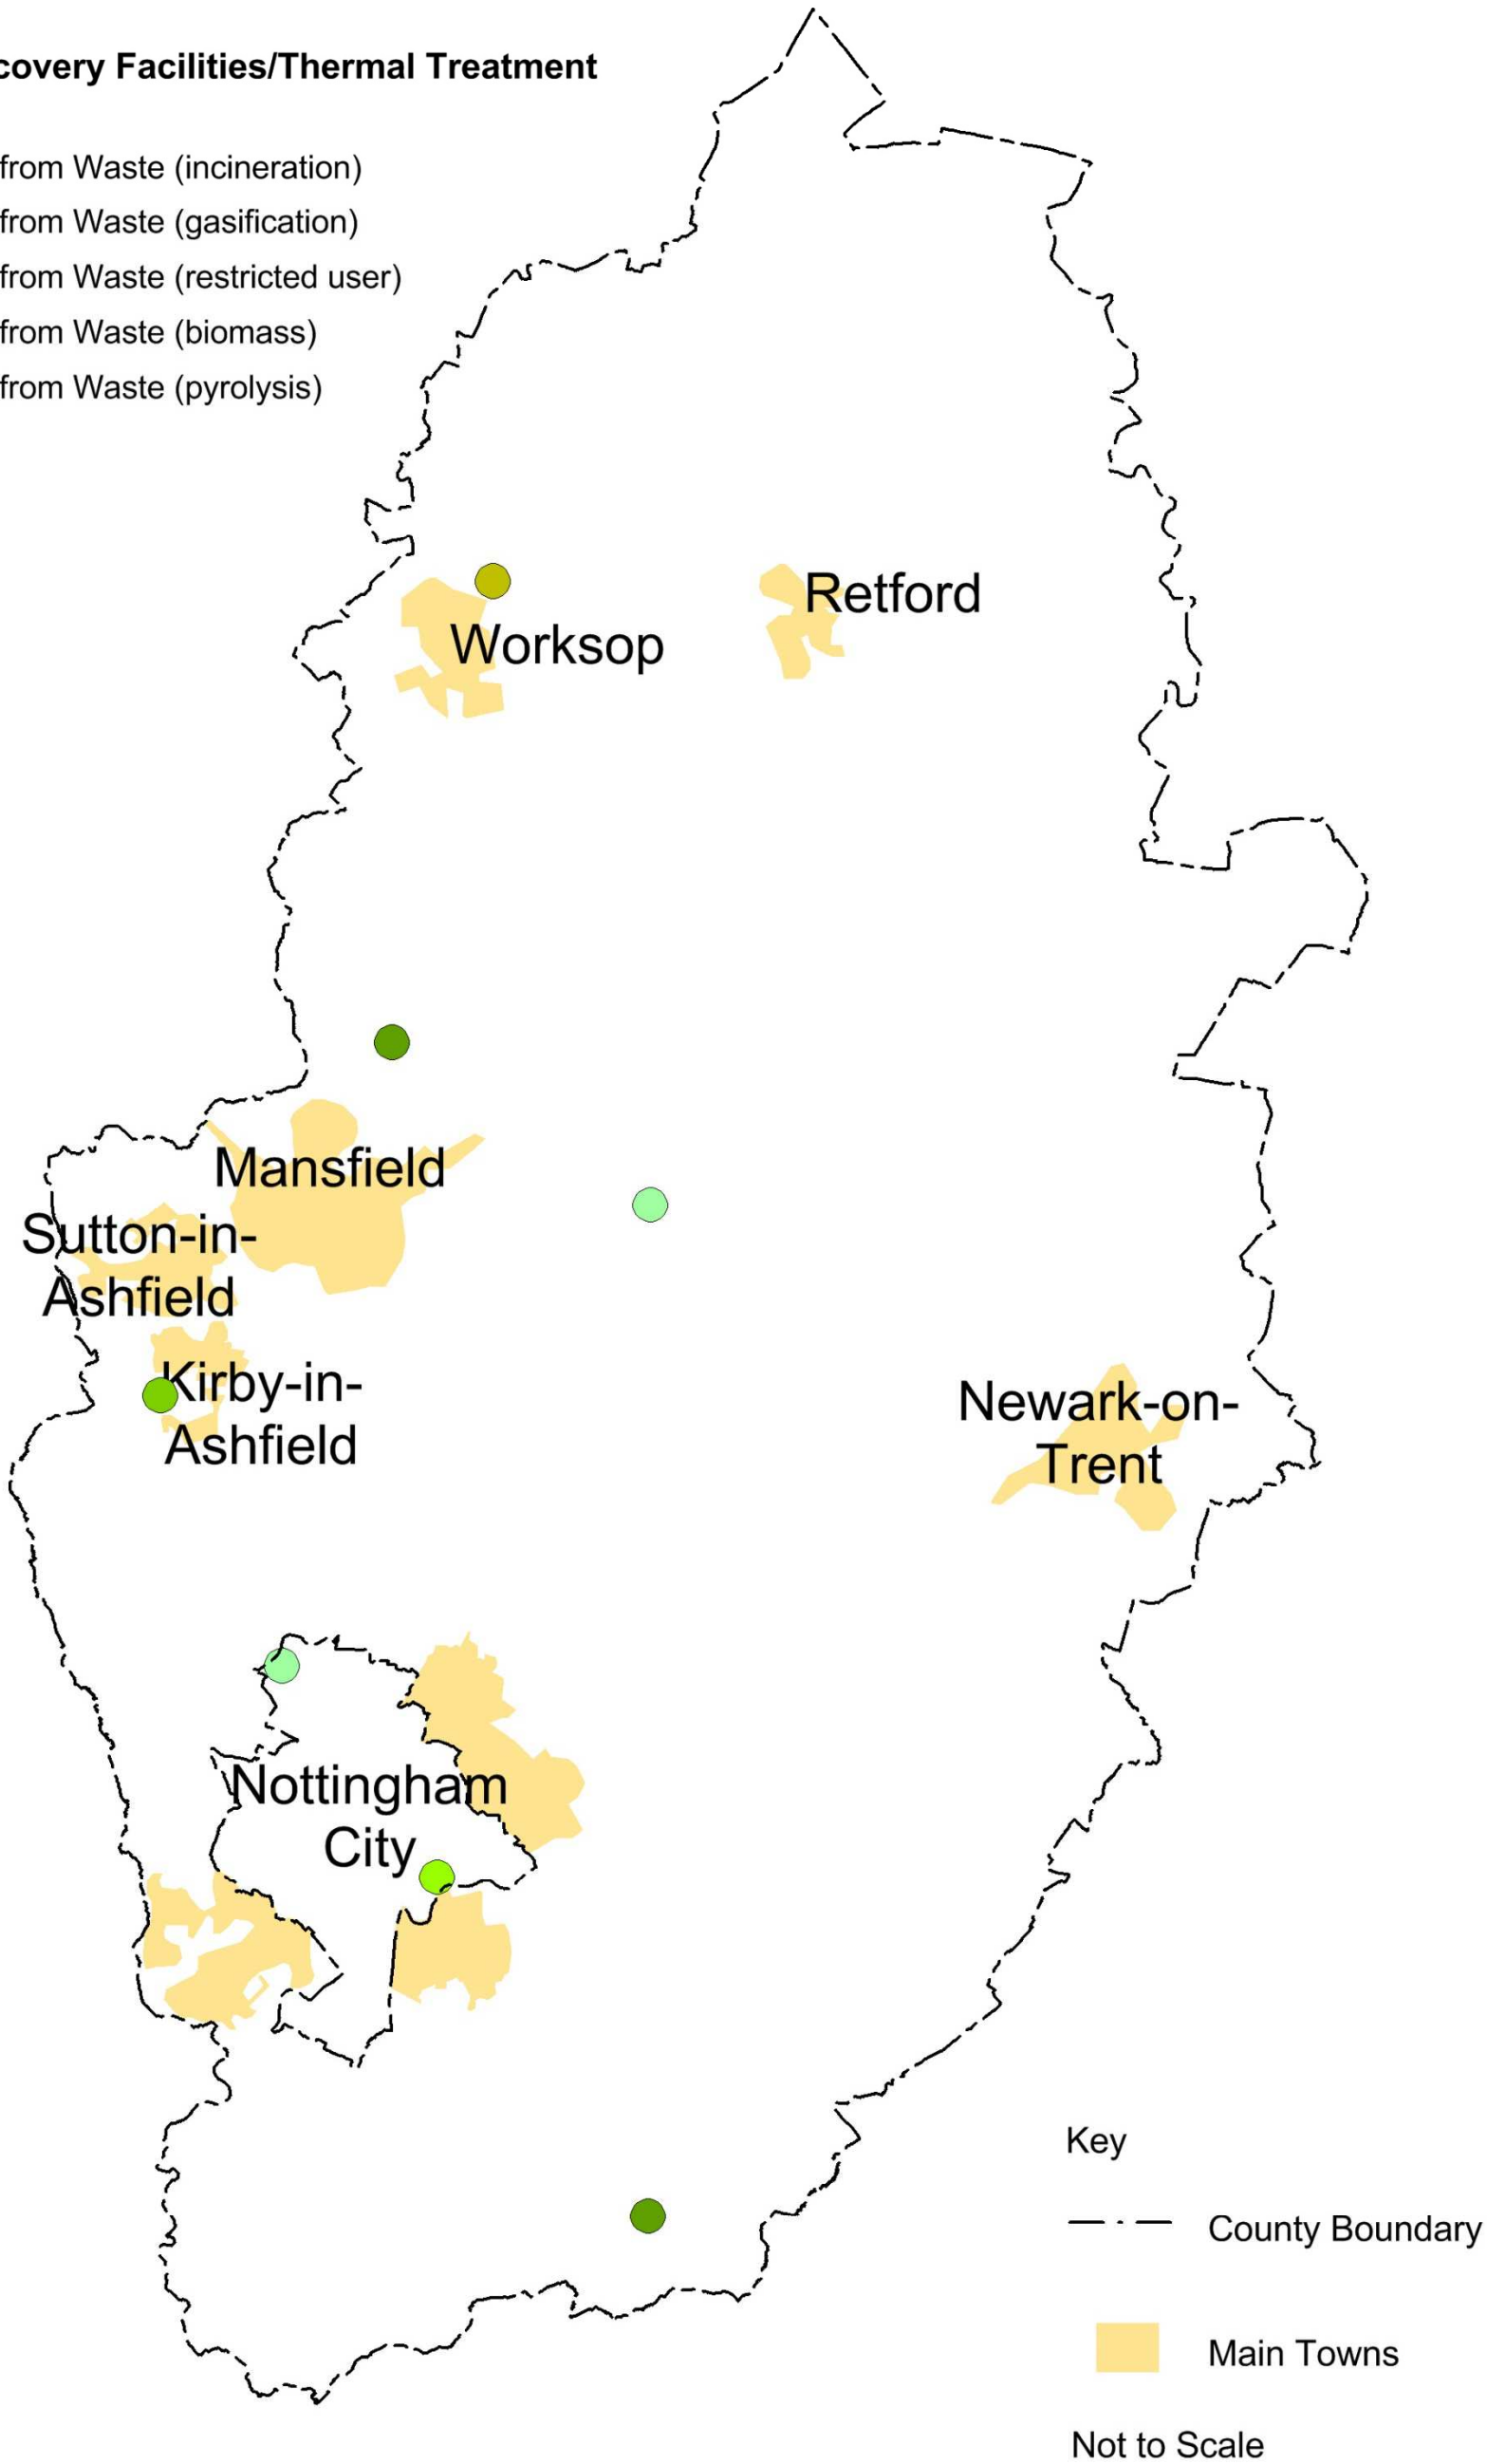 covery Facilities/Thermal Treatment
from Waste (incineration)
from Waste (gasification)
from Waste (restricted user)
from Waste (biomass)
from Waste (pyrolysis)
Retford
Worksop
Mansfield
Sutton-in-
Ashfield
Kirby-in-
Ashfield
Newark-on-
Trent
Nottingham
City
Key
County Boundary
Main Towns
Not to Scale